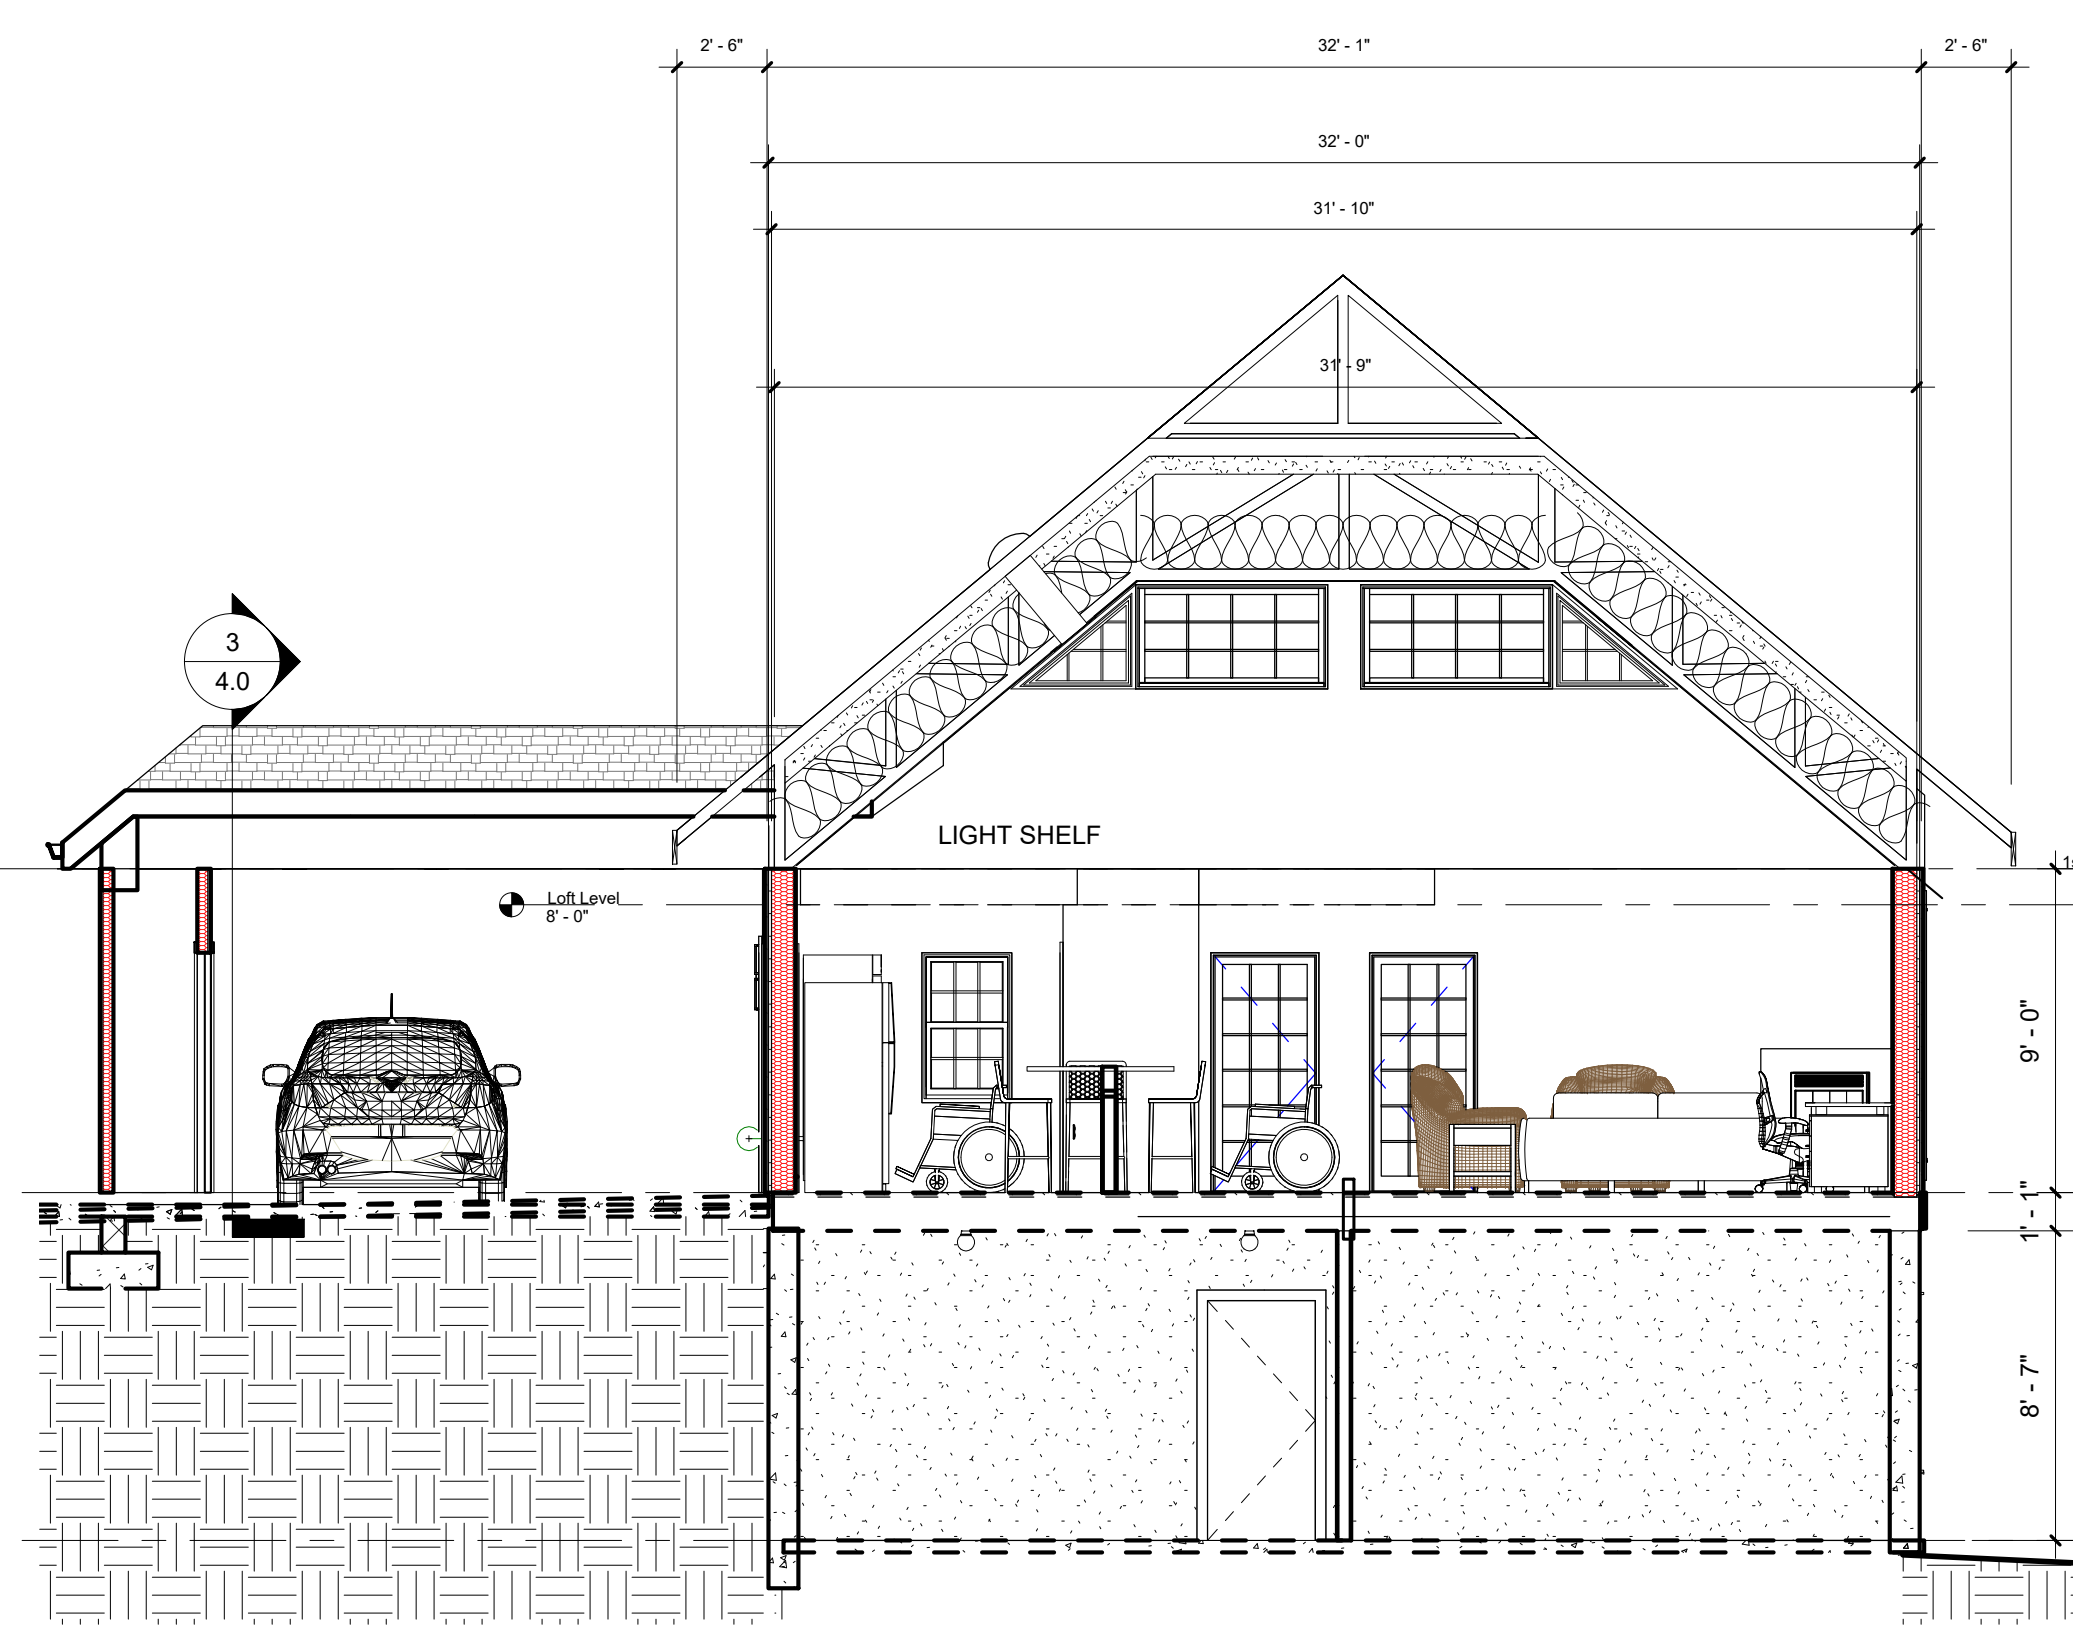 2' - 6"
32' - 1"
2' - 6"
32' - 0"
31' - 10"
31' - 9"
3
4.0
LIGHT SHELF
Loft Level
8' - 0"
9' - 0"
1' - 1"
8' - 7"